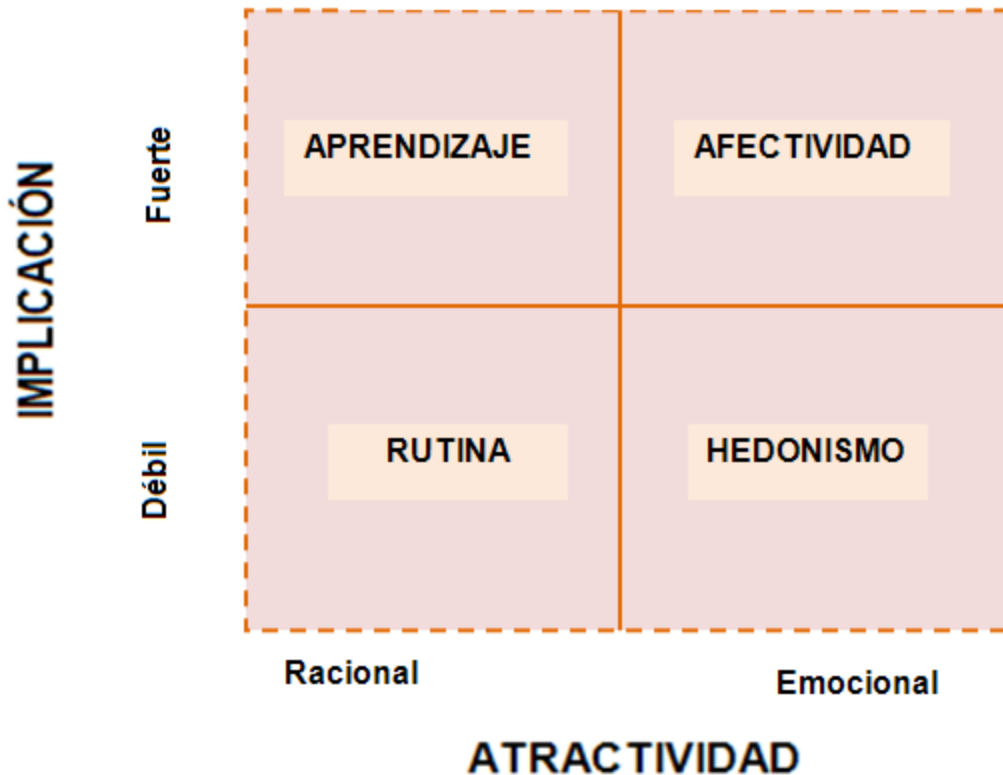 IMPLICACIÓN
Fuerte
APRENDIZAJE
AFECTIVIDAD
Débil
RUTINA
HEDONISMO
Racional
Emocional
ATRACTIVIDAD